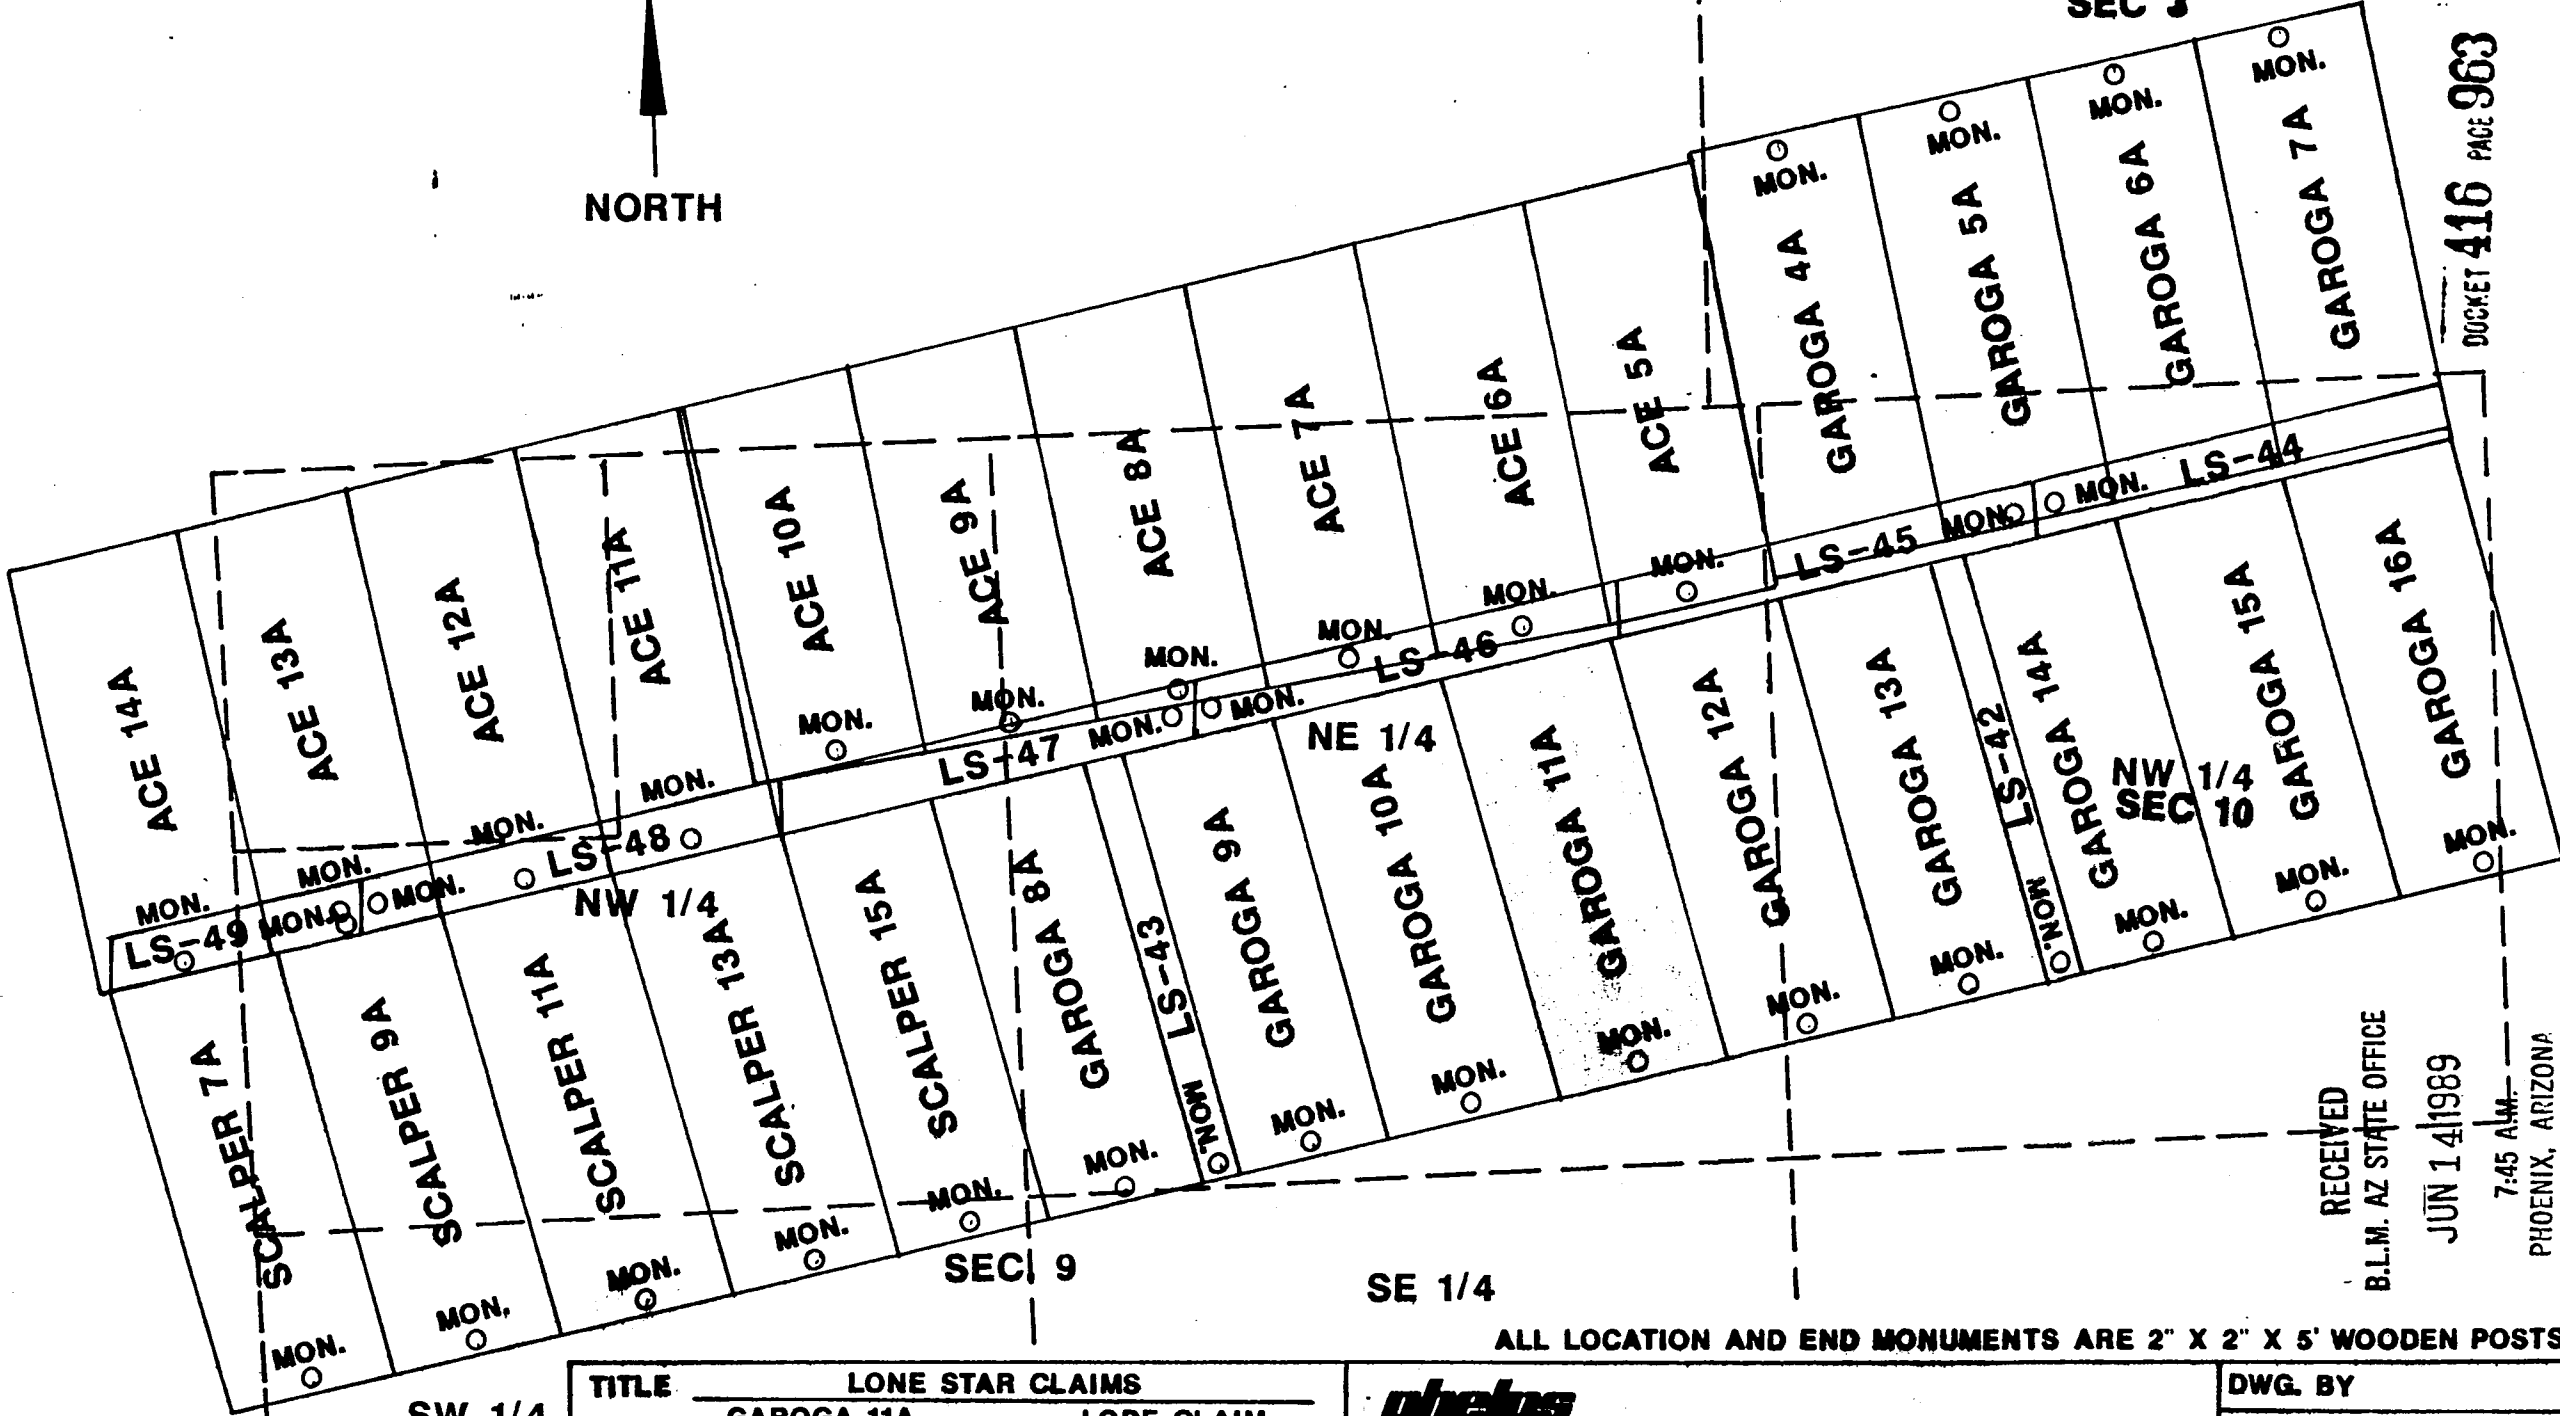 SEC 3
NORTH
MON.
MON.
MON.
MON.
GAROGA 4A
GAROGA 5A
GAROGA 6A
GAROGA 7A
DOCKET 416 PAGE 963
ACE 14A
ACE 13A
ACE 12A
ACE 11A
ACE 10A
ACE 9A
ACE 8A
ACE 7A
ACE 6A
ACE 5A
MON.
MON.
MON.
MON.
MON.
MON.
MON.
MON.
MON.
MON.
LS-49 MON.
MON. LS-48
LS-47 MON.
MON. LS-46
LS-45 MON.
MON. LS-44
NW 1/4
NE 1/4
NW 1/4
SEC 10
SCALPER 7A
SCALPER 9A
SCALPER 11A
SCALPER 13A
SCALPER 15A
GAROGA 8A
LS-43
MON.
GAROGA 9A
GAROGA 10A
GAROGA 11A
GAROGA 12A
GAROGA 13A
LS-42
MON.
GAROGA 14A
GAROGA 15A
GAROGA 16A
MON.
MON.
MON.
MON.
MON.
MON.
MON.
MON.
MON.
MON.
MON.
MON.
MON.
MON.
SEC 9
SE 1/4
SW 1/4
RECEIVED
B.L.M. AZ STATE OFFICE
JUN 14 1989
7:45 A.M.
PHOENIX, ARIZONA
ALL LOCATION AND END MONUMENTS ARE 2" X 2" X 5' WOODEN POSTS
TITLE LONE STAR CLAIMS
GAROGA 11A LODE CLAIM
phelps
DWG. BY